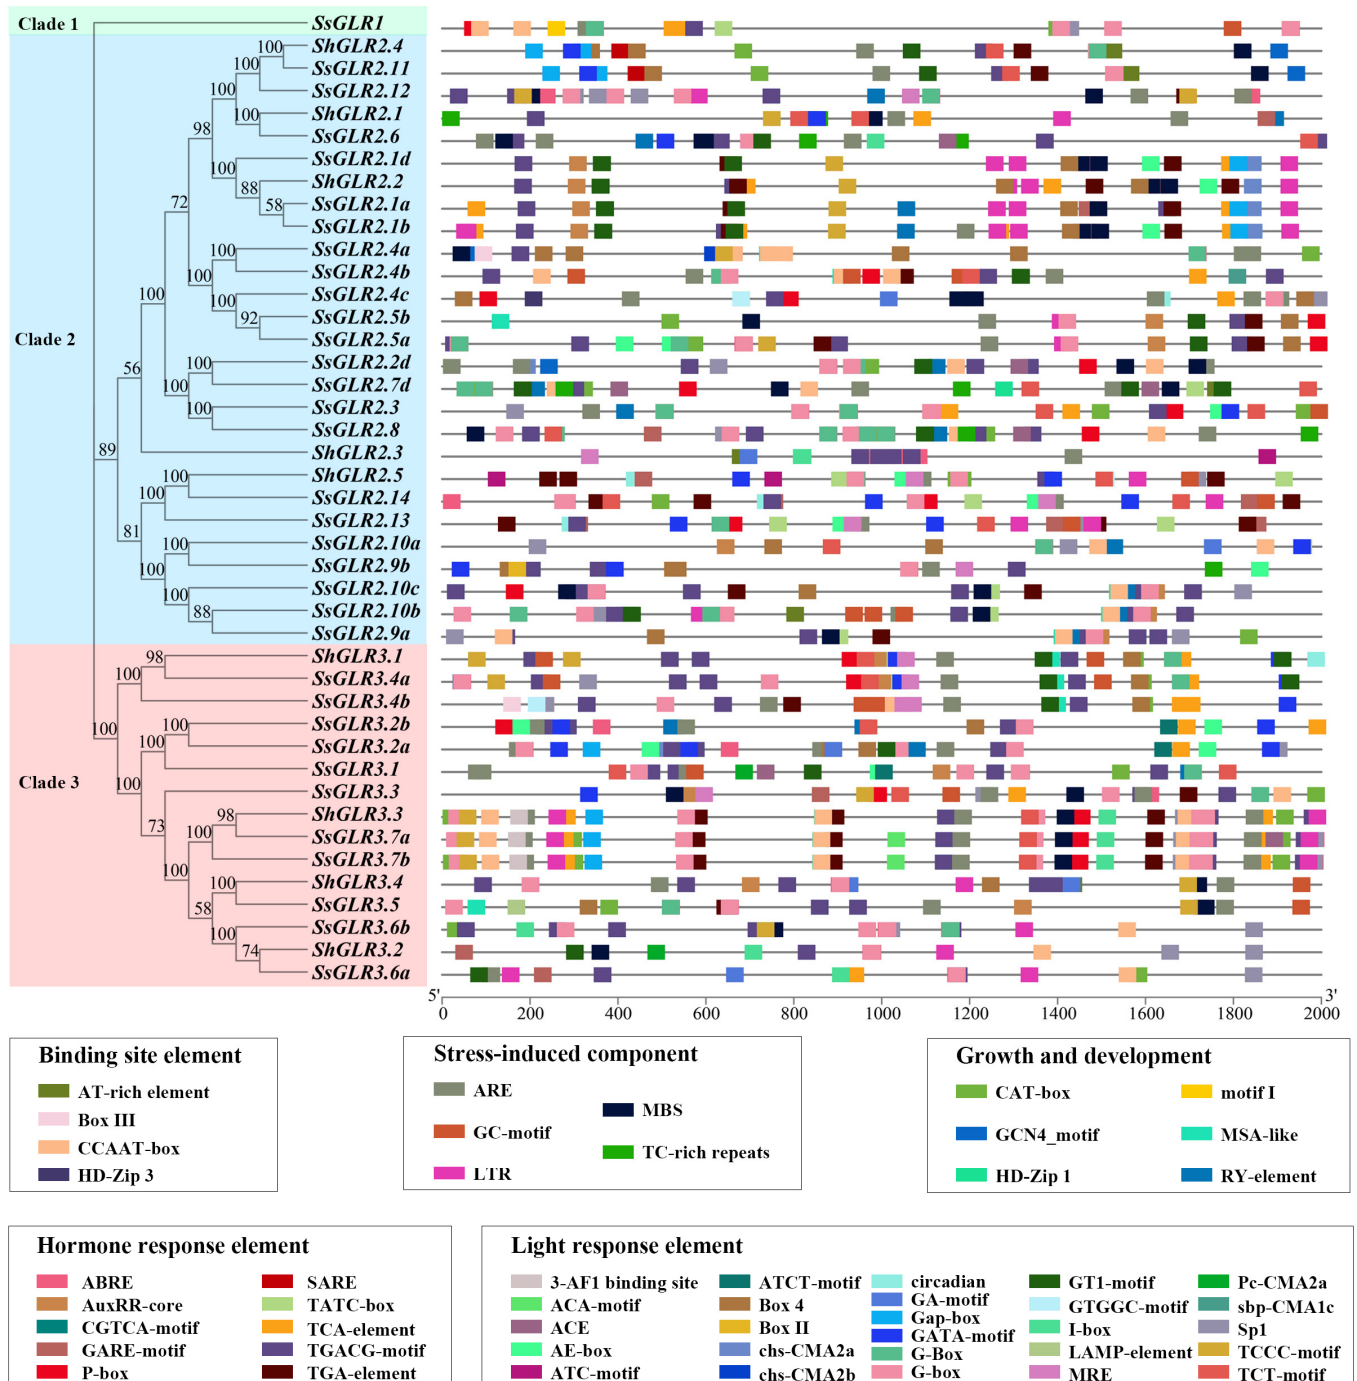 Clade 1
SsGLR1
Clade 2
100 ShGLR2.4
100 SsGLR2.11
100 SsGLR2.12
98 100 ShGLR2.1
SsGLR2.6
100 SsGLR2.1d
72 88 ShGLR2.2
58 SsGLR2.1a
SsGLR2.1b
100 SsGLR2.4a
100 SsGLR2.4b
100 100 SsGLR2.4c
92 SsGLR2.5b
SsGLR2.5a
56 100 SsGLR2.2d
100 SsGLR2.7d
100 SsGLR2.3
SsGLR2.8
89 ShGLR2.3
100 ShGLR2.5
100 SsGLR2.14
81 SsGLR2.13
100 SsGLR2.10a
100 SsGLR2.9b
100 SsGLR2.10c
88 SsGLR2.10b
SsGLR2.9a
Clade 3
98 ShGLR3.1
100 SsGLR3.4a
SsGLR3.4b
100 100 SsGLR3.2b
100 SsGLR3.2a
SsGLR3.1
100 SsGLR3.3
98 ShGLR3.3
73 100 SsGLR3.7a
SsGLR3.7b
100 100 ShGLR3.4
58 SsGLR3.5
100 SsGLR3.6b
74 ShGLR3.2
SsGLR3.6a
5' 3'
0 200 400 600 800 1000 1200 1400 1600 1800 2000
Binding site element
AT-rich element
Box III
CCAAT-box
HD-Zip 3
Stress-induced component
ARE
GC-motif
LTR
MBS
TC-rich repeats
Growth and development
CAT-box
GCN4_motif
HD-Zip 1
motif I
MSA-like
RY-element
Hormone response element
ABRE
AuxRR-core
CGTCA-motif
GARE-motif
P-box
SARE
TATC-box
TCA-element
TGACG-motif
TGA-element
Light response element
3-AF1 binding site
ACA-motif
ACE
AE-box
ATC-motif
ATCT-motif
Box 4
Box II
chs-CMA2a
chs-CMA2b
circadian
GA-motif
Gap-box
GATA-motif
G-Box
G-box
GT1-motif
GTGGC-motif
I-box
LAMP-element
MRE
Pc-CMA2a
sbp-CMA1c
Sp1
TCCC-motif
TCT-motif